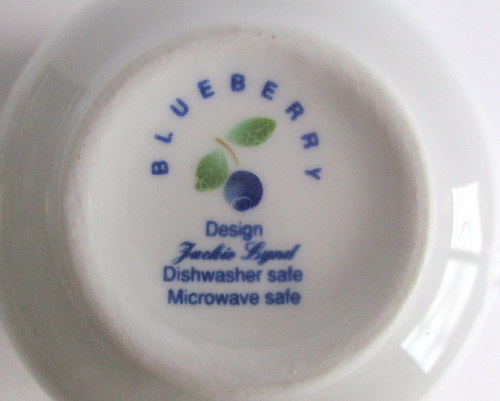 BLUEBERRY
Design
Jackie Lynd
Dishwasher safe
Microwave safe